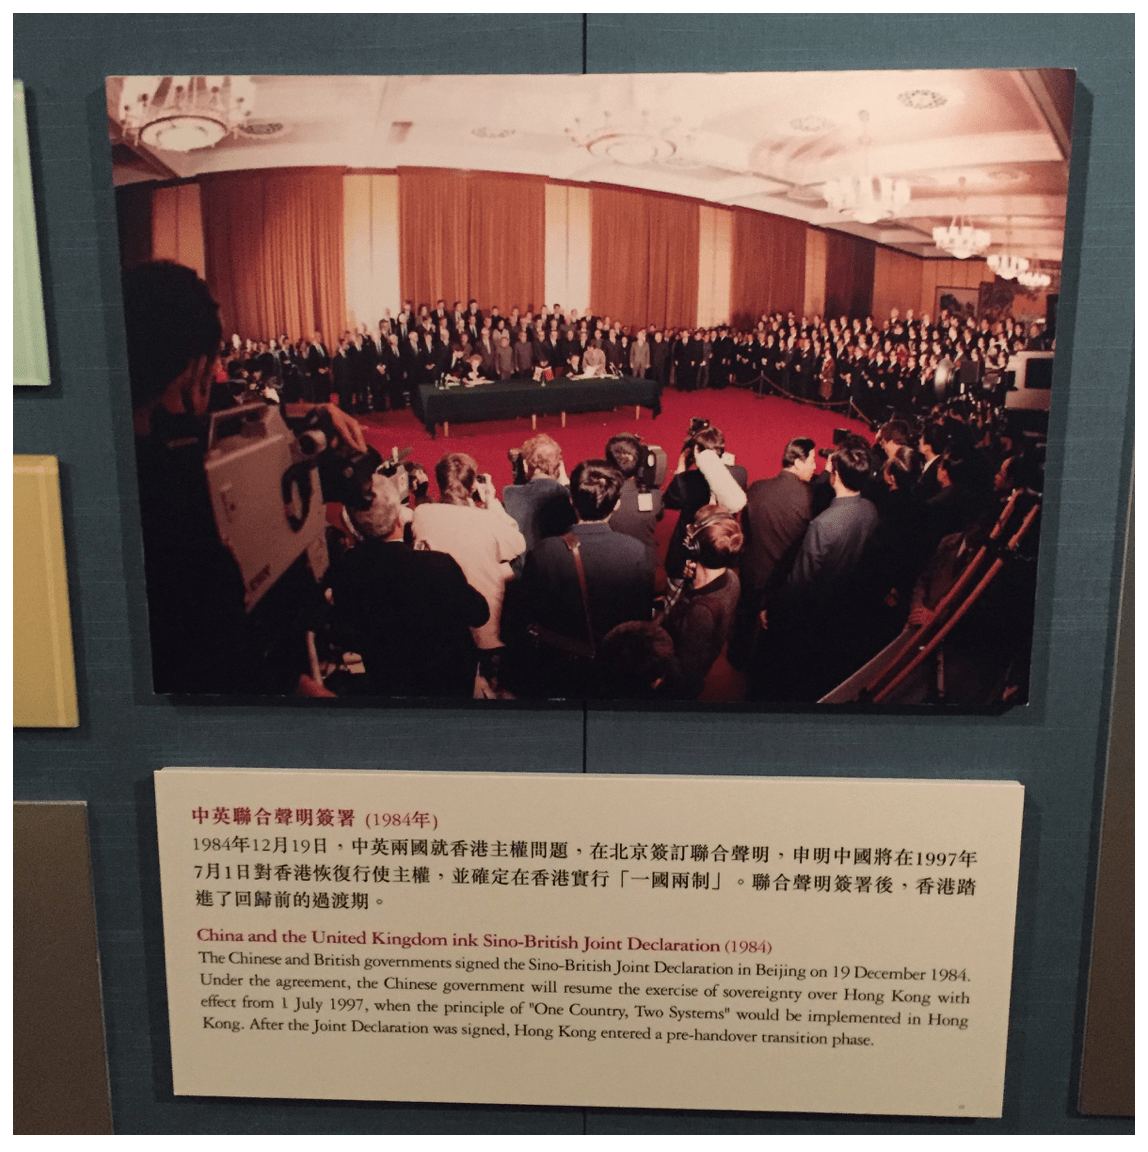 中英聯合聲明簽署 (1984年)
1984年12月19日，中英兩國就香港主權問題，在北京簽訂聯合聲明，申明中國將在1997年
7月1日對香港恢復行使主權，並確定在香港實行「一國兩制」。聯合聲明簽署後，香港踏
進了回歸前的過渡期。
China and the United Kingdom ink Sino-British Joint Declaration (1984)
The Chinese and British governments signed the Sino-British Joint Declaration in Beijing on 19 December 1984.
Under the agreement, the Chinese government will resume the exercise of sovereignty over Hong Kong with
effect from 1 July 1997, when the principle of "One Country, Two Systems" would be implemented in Hong
Kong. After the Joint Declaration was signed, Hong Kong entered a pre-handover transition phase.